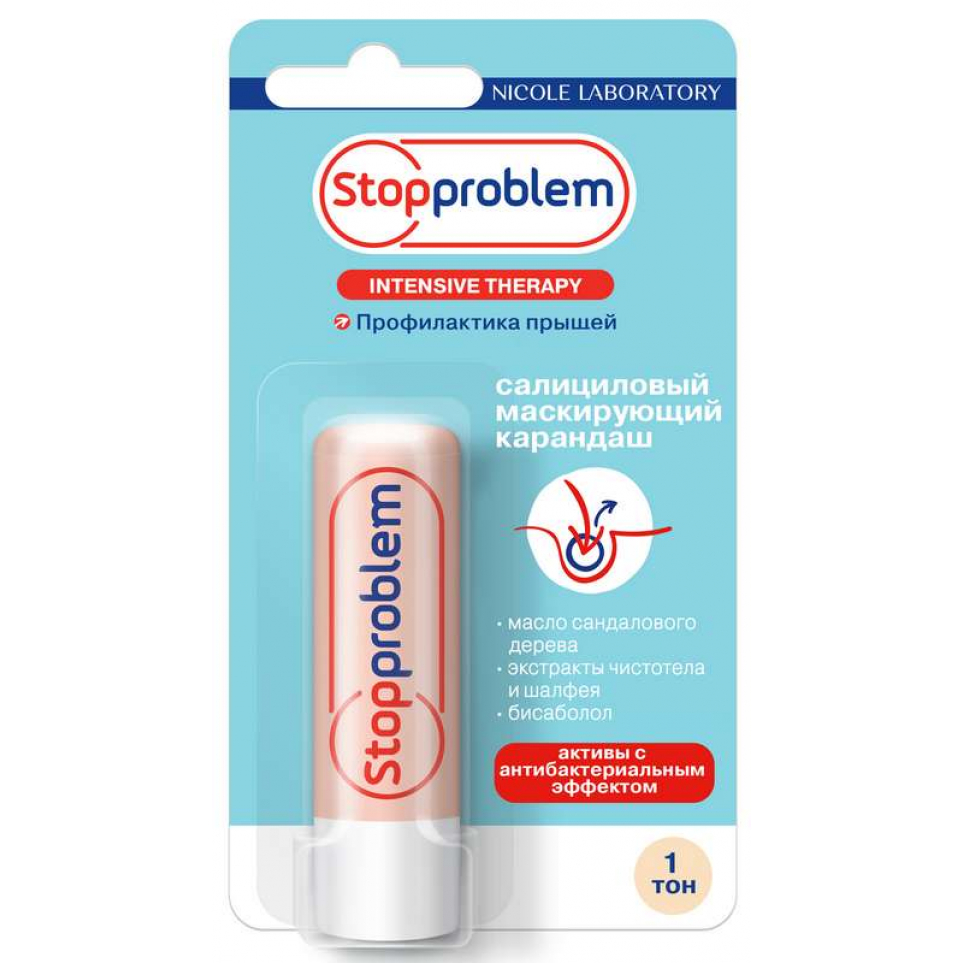 NICOLE LABORATORY
Stopproblem
INTENSIVE THERAPY
Профилактика прыщей
салициловый
маскирующий
карандаш
• масло сандалового
дерева
• экстракты чистотела
и шалфея
• бисаболол
активы с
антибактериальным
эффектом
1
тон
Stopproblem